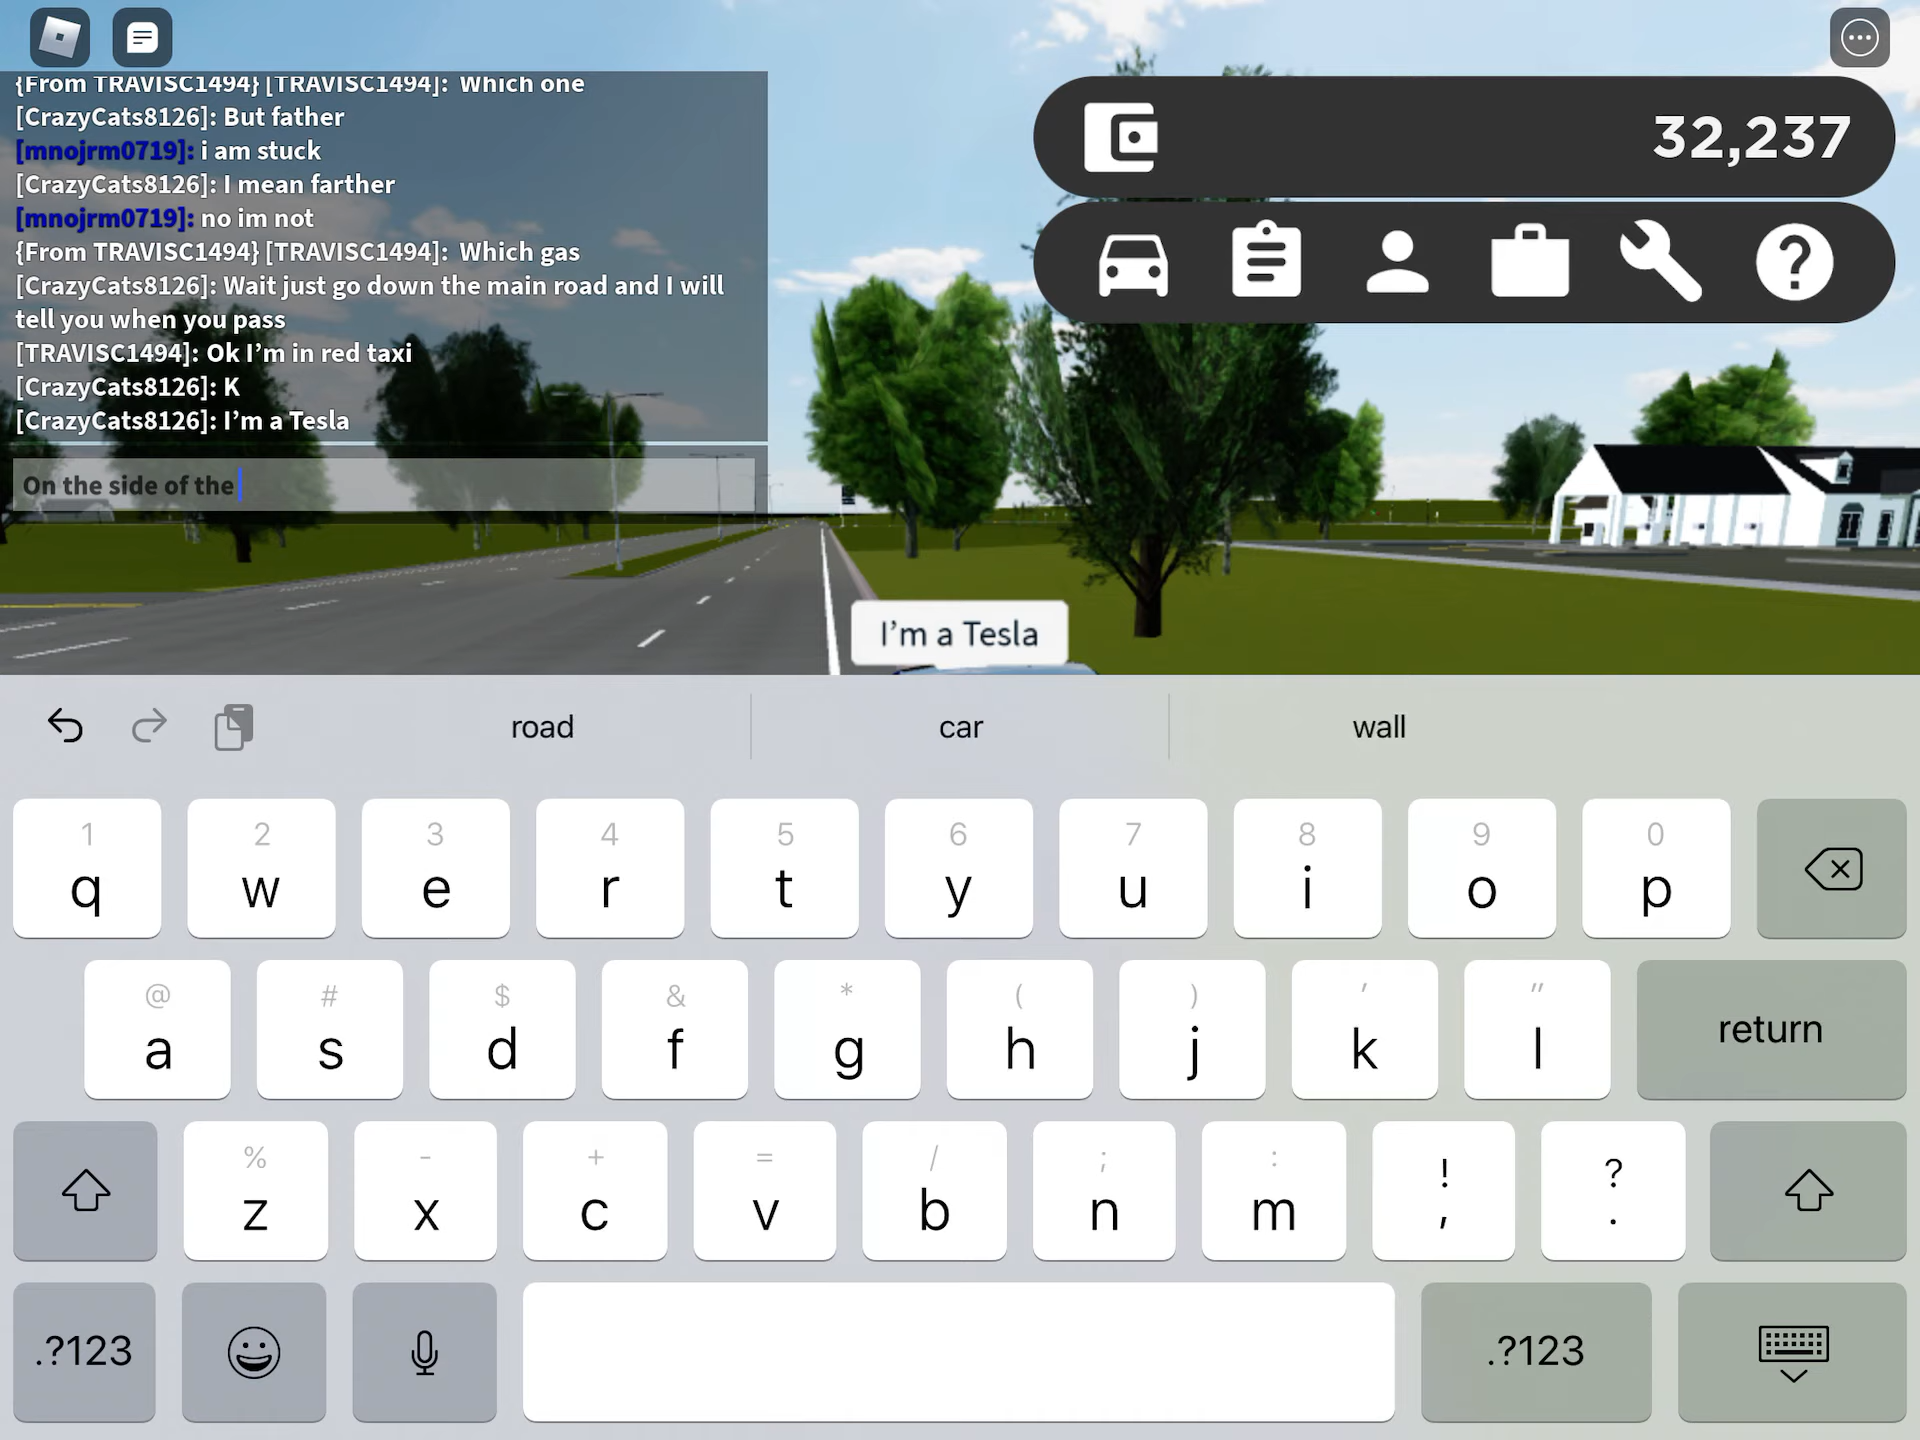 {From TRAVISC1494} [TRAVISC1494]: Which one
[CrazyCats8126]: But father
[mnojrm0719]: i am stuck
[CrazyCats8126]: I mean farther
[mnojrm0719]: no im not
{From TRAVISC1494} [TRAVISC1494]: Which gas
[CrazyCats8126]: Wait just go down the main road and I will
tell you when you pass
[TRAVISC1494]: Ok I’m in red taxi
[CrazyCats8126]: K
[CrazyCats8126]: I’m a Tesla
On the side of the
32,237
I’m a Tesla
road car wall
1 2 3 4 5 6 7 8 9 0
q w e r t y u i o p
@ # $ & * ( ) ' "
a s d f g h j k l return
% - + = / ; : ! ?
z x c v b n m , .
.?123 .?123